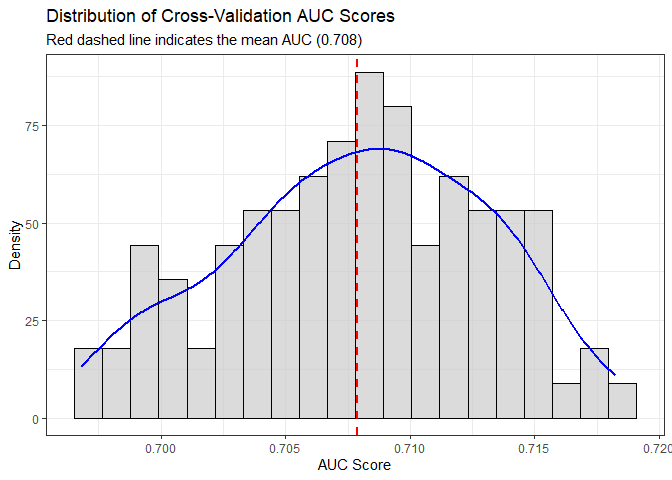 Distribution of Cross-Validation AUC Scores
Red dashed line indicates the mean AUC (0.708)
Density
75
50
25
0
0.700 0.705 0.710 0.715 0.720
AUC Score